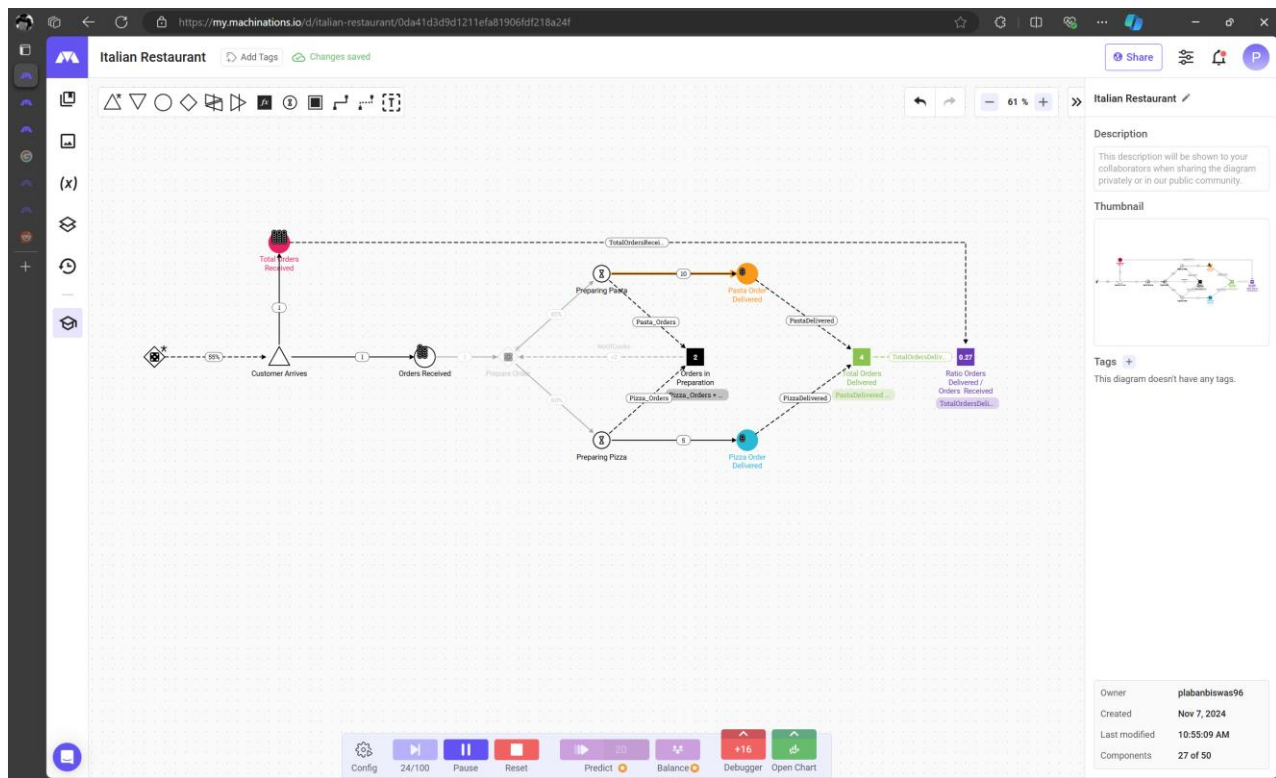 https://my.machinations.io/d/italian-restaurant/0da41d3d9d1211efa81906fdf218a24f
Italian Restaurant
Add Tags
Changes saved
Share
P
61 %
Italian Restaurant
Description
This description will be shown to your
collaborators when sharing the diagram
privately or in our public community.
Thumbnail
Tags
This diagram doesn't have any tags.
(x)
Total Orders
Received
TotalOrdersRecei..
1
55%
Customer Arrives
1
Orders Received
Prepare Order
Preparing Pasta
10
Pasta Order
Delivered
Pasta_Orders
PastaDelivered
2
Orders in
Preparation
Pizza_Orders + ...
Pizza_Orders
4
Total Orders
Delivered
PastaDelivered ...
TotalOrdersDeliv..
0.27
Ratio Orders
Delivered /
Orders Received
TotalOrdersDeli..
PizzaDelivered
Preparing Pizza
Pizza Order
Delivered
Config
24/100
Pause
Reset
20
Predict
Balance
+16
Debugger
Open Chart
Owner
plabanbiswas96
Created
Nov 7, 2024
Last modified
10:55:09 AM
Components
27 of 50